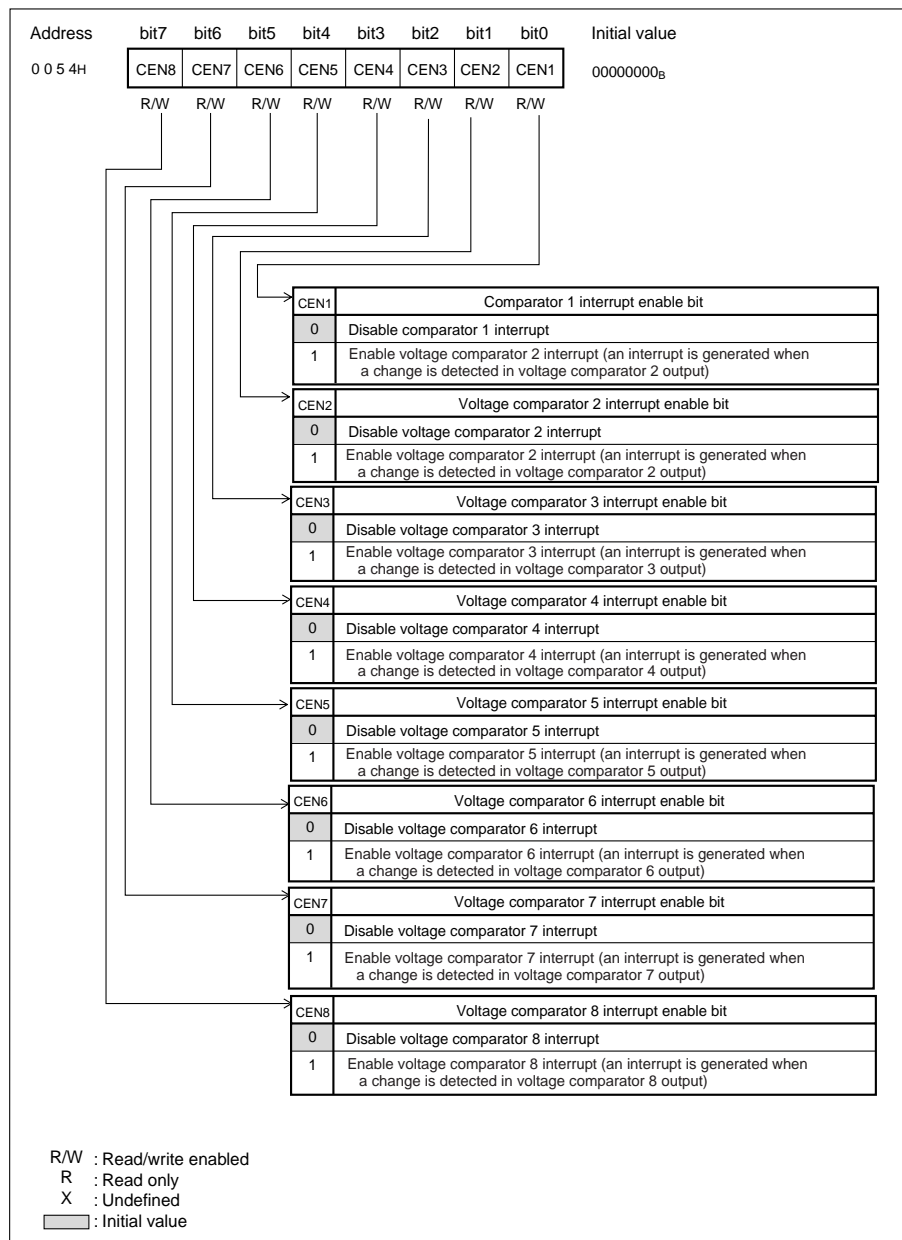 Address bit7 bit6 bit5 bit4 bit3 bit2 bit1 bit0 Initial value
0 0 5 4H CEN8 CEN7 CEN6 CEN5 CEN4 CEN3 CEN2 CEN1 00000000B
R/W R/W R/W R/W R/W R/W R/W R/W
CEN1 Comparator 1 interrupt enable bit
0 Disable comparator 1 interrupt
1 Enable voltage comparator 2 interrupt (an interrupt is generated when
a change is detected in voltage comparator 2 output)
CEN2 Voltage comparator 2 interrupt enable bit
0 Disable voltage comparator 2 interrupt
1 Enable voltage comparator 2 interrupt (an interrupt is generated when
a change is detected in voltage comparator 2 output)
CEN3 Voltage comparator 3 interrupt enable bit
0 Disable voltage comparator 3 interrupt
1 Enable voltage comparator 3 interrupt (an interrupt is generated when
a change is detected in voltage comparator 3 output)
CEN4 Voltage comparator 4 interrupt enable bit
0 Disable voltage comparator 4 interrupt
1 Enable voltage comparator 4 interrupt (an interrupt is generated when
a change is detected in voltage comparator 4 output)
CEN5 Voltage comparator 5 interrupt enable bit
0 Disable voltage comparator 5 interrupt
1 Enable voltage comparator 5 interrupt (an interrupt is generated when
a change is detected in voltage comparator 5 output)
CEN6 Voltage comparator 6 interrupt enable bit
0 Disable voltage comparator 6 interrupt
1 Enable voltage comparator 6 interrupt (an interrupt is generated when
a change is detected in voltage comparator 6 output)
CEN7 Voltage comparator 7 interrupt enable bit
0 Disable voltage comparator 7 interrupt
1 Enable voltage comparator 7 interrupt (an interrupt is generated when
a change is detected in voltage comparator 7 output)
CEN8 Voltage comparator 8 interrupt enable bit
0 Disable voltage comparator 8 interrupt
1 Enable voltage comparator 8 interrupt (an interrupt is generated when
a change is detected in voltage comparator 8 output)
R/W : Read/write enabled
R : Read only
X : Undefined
: Initial value